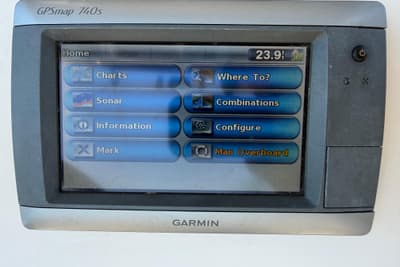 GPSmap 740s
Home 23.9
Charts Where To?
Sonar Combinations
Information Configure
Mark Man Overboard
GARMIN